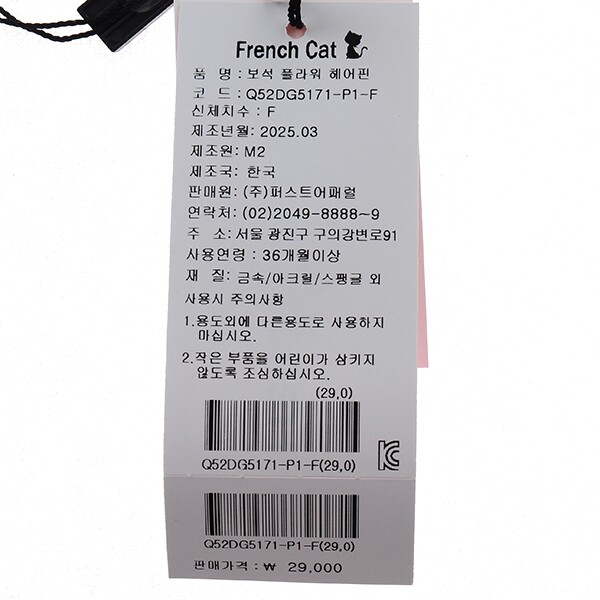 French Cat
품 명 : 보석 플라워 헤어핀
코 드 : Q52DG5171-P1-F
신체치수 : F
제조년월: 2025.03
제조원: M2
제조국: 한국
판매원: (주)퍼스트어패럴
연락처: (02)2049-8888~9
주 소: 서울 광진구 구의강변로91
사용연령 : 36개월이상
재 질: 금속/아크릴/스팽글 외
사용시 주의사항
1.용도외에 다른용도로 사용하지
마십시오.
2.작은 부품을 어린이가 삼키지
않도록 조심하십시오.
(29,0)
Q52DG5171-P1-F(29,0)
Q52DG5171-P1-F(29,0)
판매가격 : ₩ 29,000